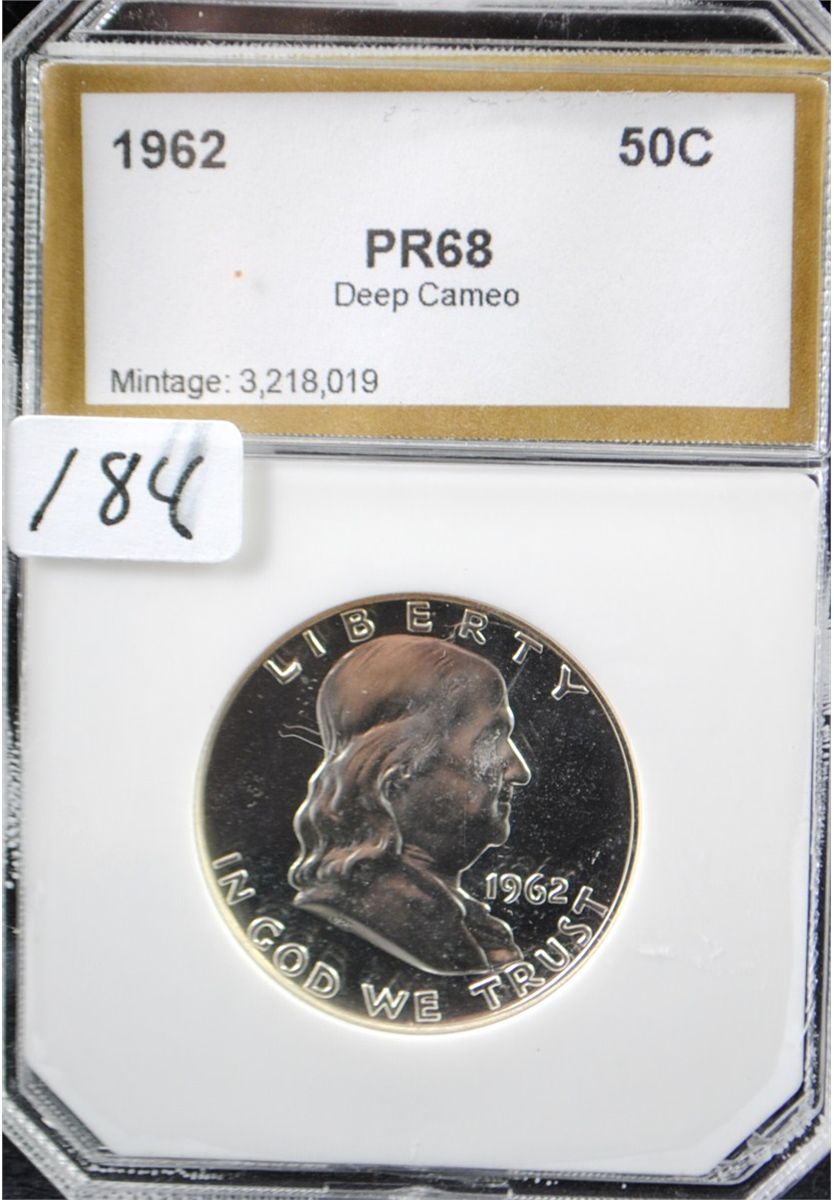 1962 50C
PR68
Deep Cameo
Mintage: 3,218,019
184
LIBERTY
1962
IN GOD WE TRUST